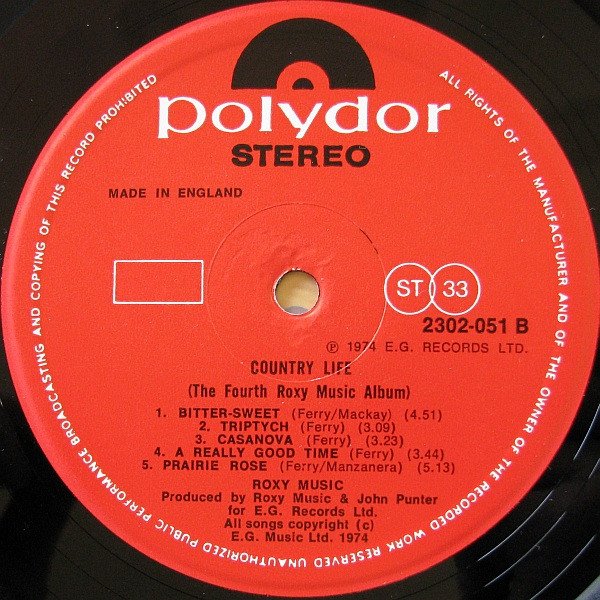 polydor
STEREO
MADE IN ENGLAND
ST 33
2302-051 B
℗ 1974 E.G. RECORDS LTD.
COUNTRY LIFE
(The Fourth Roxy Music Album)
1. BITTER-SWEET (Ferry/Mackay) (4.51)
2. TRIPTYCH (Ferry) (3.09)
3. CASANOVA (Ferry) (3.23)
4. A REALLY GOOD TIME (Ferry) (3.44)
5. PRAIRIE ROSE (Ferry/Manzanera) (5.13)
ROXY MUSIC
Produced by Roxy Music & John Punter
for E.G. Records Ltd.
All songs copyright (c)
E.G. Music Ltd. 1974
ALL RIGHTS OF THE MANUFACTURER AND OF THE OWNER OF THE RECORDED WORK RESERVED UNAUTHORIZED PUBLIC PERFORMANCE BROADCASTING AND COPYING OF THIS RECORD PROHIBITED